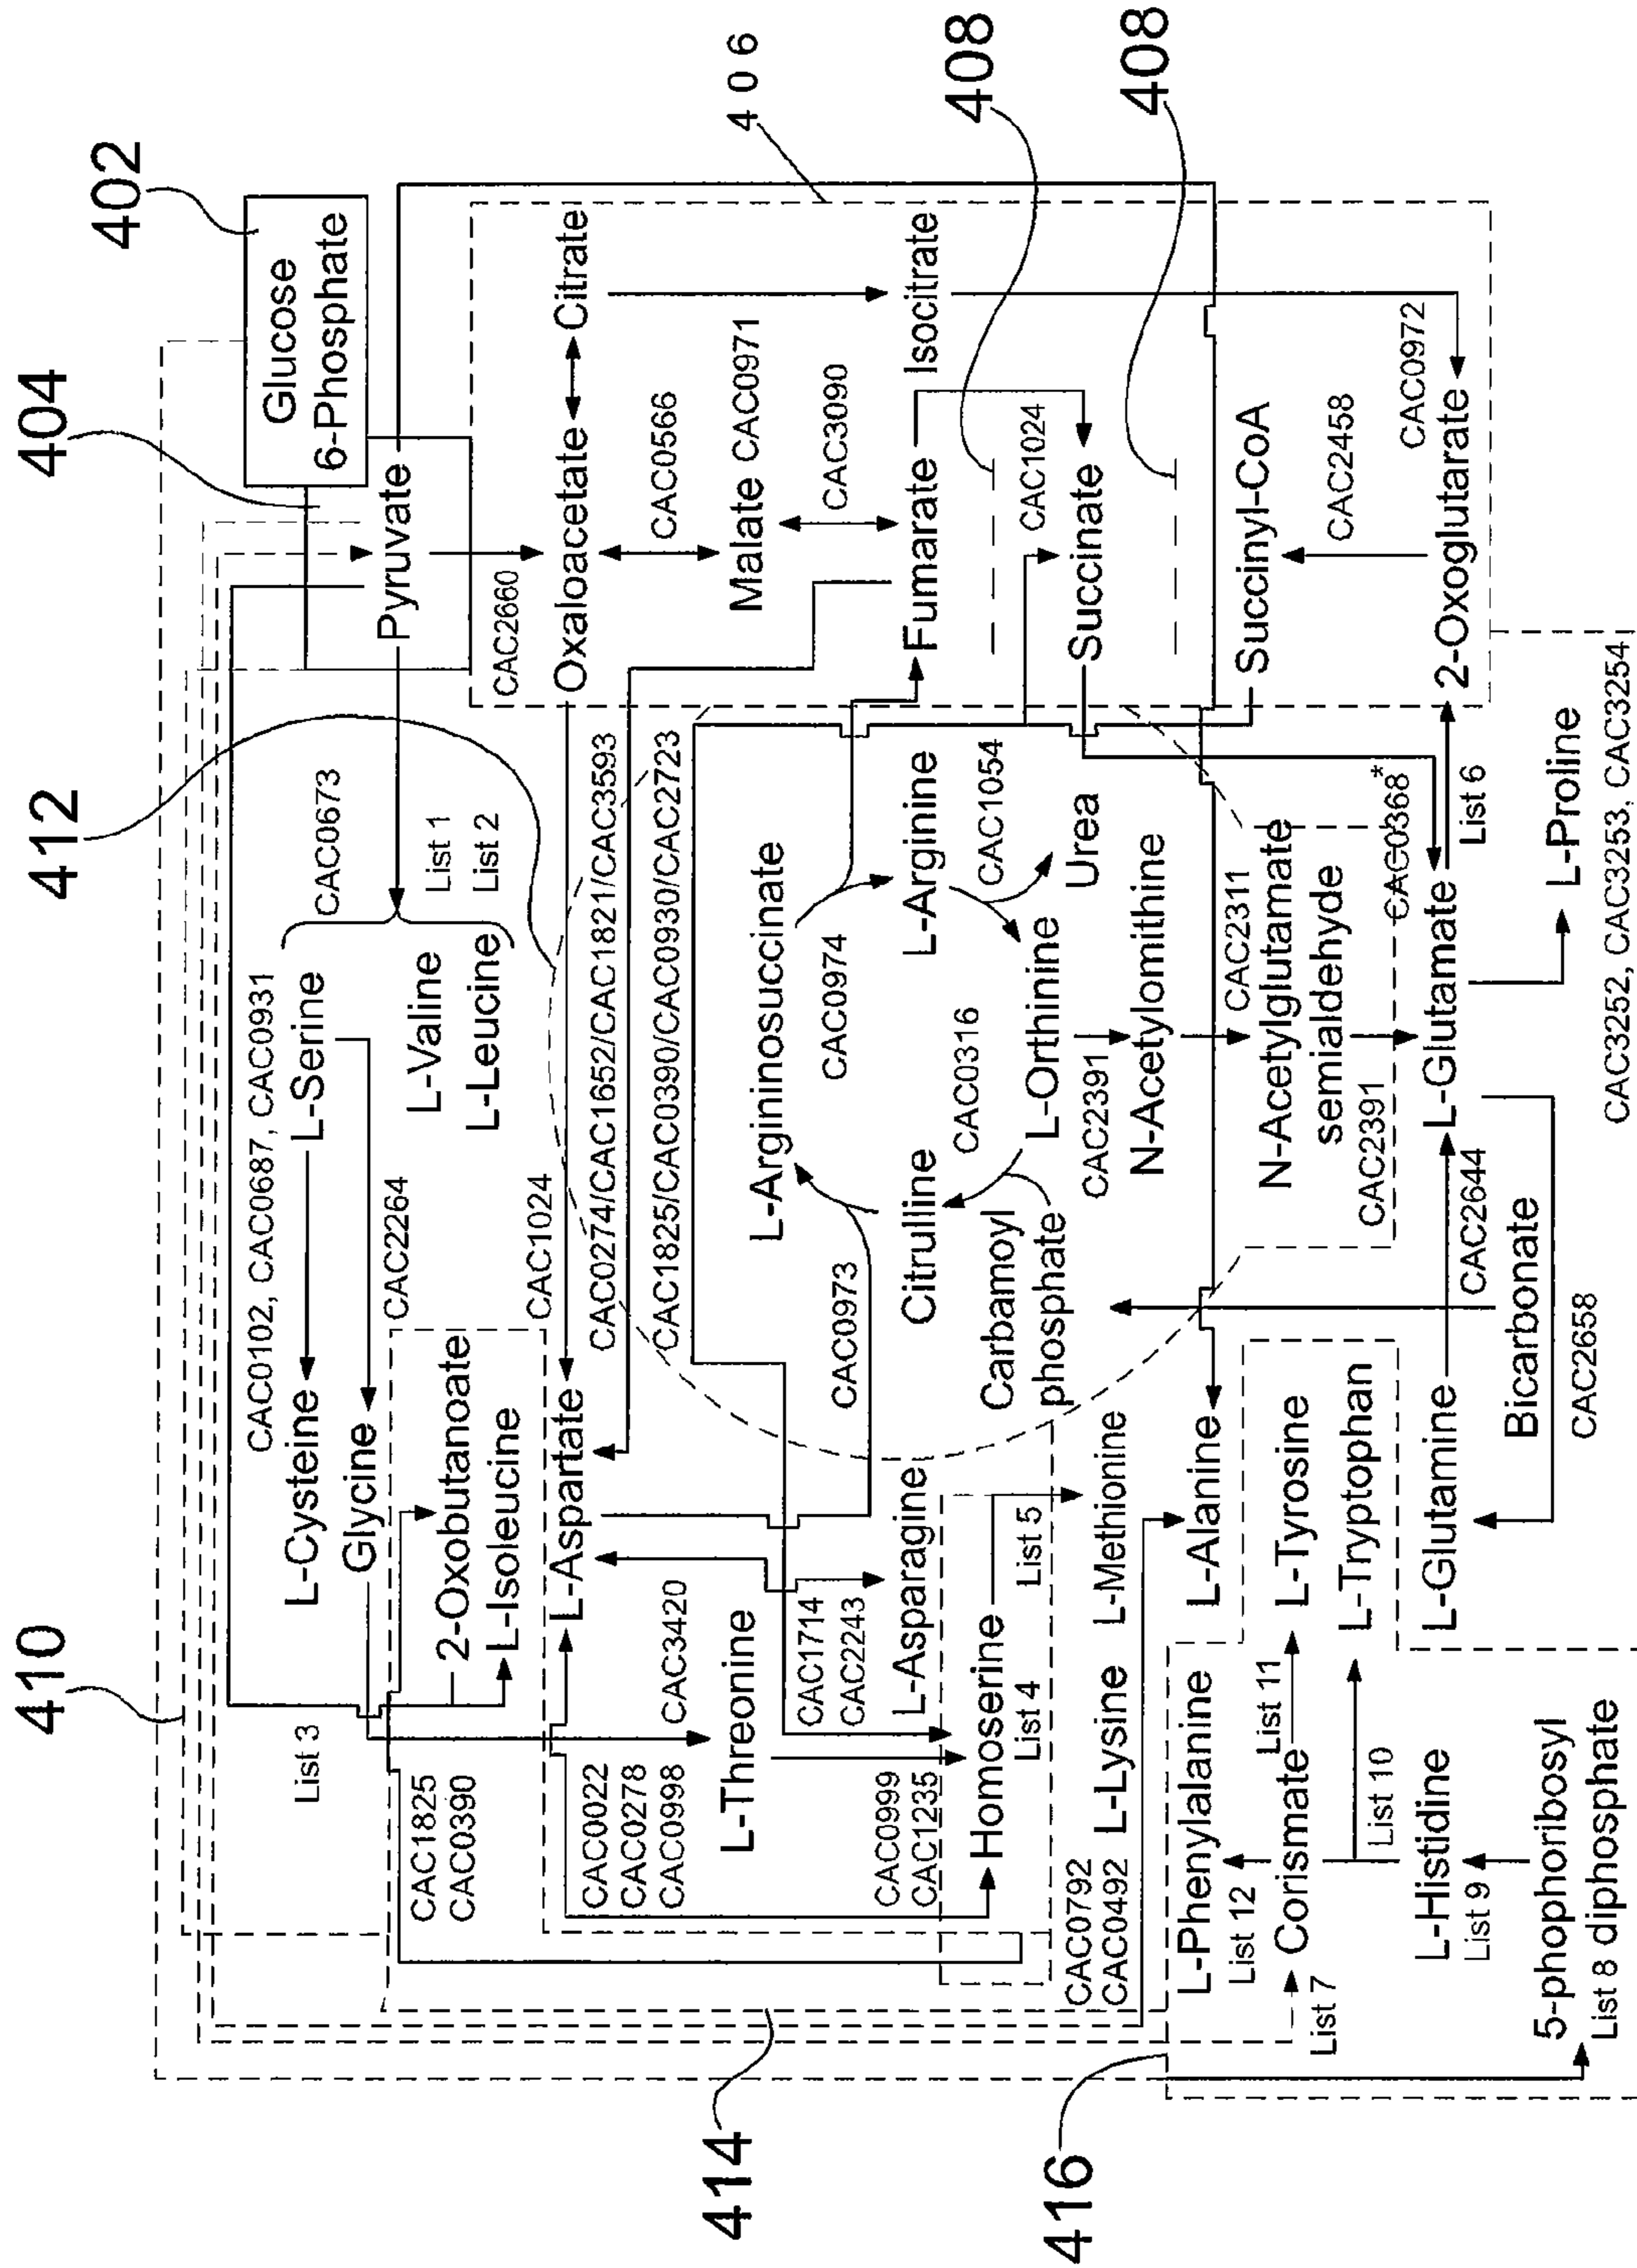 410
412
404
402
Glucose
6-Phosphate
Pyruvate
406
408
408
CAC0102, CAC0687, CAC0931
CAC0673
L-Cysteine
L-Serine
Glycine
List 1
List 2
L-Valine
L-Leucine
List 3
CAC2264
CAC1825
CAC0390
2-Oxobutanoate
L-Isoleucine
CAC1024
CAC2660
Oxaloacetate
Citrate
L-Aspartate
CAC0274/CAC1652/CAC1821/CAC3593
CAC1825/CAC0390/CAC0930/CAC2723
CAC0566
Malate CAC0971
CAC3090
CAC0022
CAC0278
CAC0998
CAC3420
L-Threonine
L-Argininosuccinate
CAC0973
CAC0974
CAC1714
CAC2243
L-Asparagine
Citrulline
L-Arginine
Fumarate
Isocitrate
CAC0999
CAC1235
Homoserine
List 4
List 5
Carbamoyl
phosphate
CAC0316
L-Orthinine
CAC1054
Urea
CAC1024
Succinate
CAC0792
CAC0492
L-Lysine
L-Methionine
CAC2391
N-Acetylomithine
L-Alanine
CAC2311
N-Acetylglutamate
semialdehyde
CAC2391
CAC0368*
Succinyl-CoA
CAC2458
CAC0972
L-Phenylalanine
List 12
Corismate
List 11
L-Tyrosine
L-Tryptophan
List 7
List 10
L-Histidine
List 9
L-Glutamine
CAC2644
L-Glutamate
List 6
2-Oxoglutarate
Bicarbonate
CAC2658
L-Proline
5-phophoribosyl
List 8 diphosphate
CAC3252, CAC3253, CAC3254
414
416